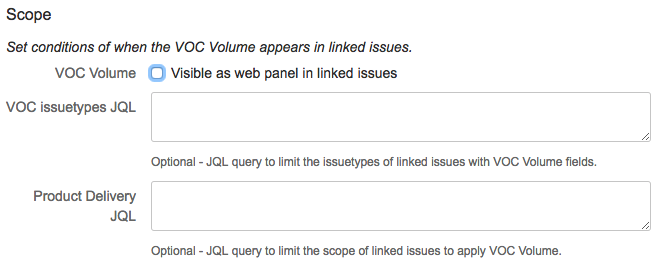 Scope
Set conditions of when the VOC Volume appears in linked issues.
VOC Volume Visible as web panel in linked issues
VOC issuetypes JQL
Optional - JQL query to limit the issuetypes of linked issues with VOC Volume fields.
Product Delivery
JQL
Optional - JQL query to limit the scope of linked issues to apply VOC Volume.